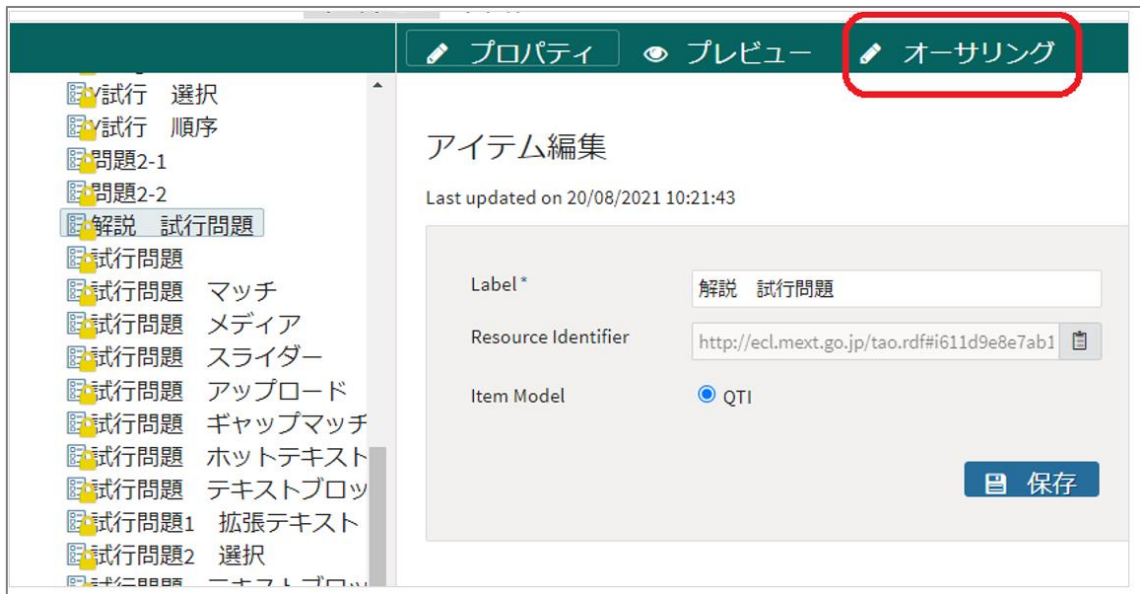 プロパティ プレビュー オーサリング
Y試行 選択
Y試行 順序
問題2-1
問題2-2
解説 試行問題
試行問題
試行問題 マッチ
試行問題 メディア
試行問題 スライダー
試行問題 アップロード
試行問題 ギャップマッチ
試行問題 ホットテキスト
試行問題 テキストブロッ
試行問題1 拡張テキスト
試行問題2 選択
アイテム編集
Last updated on 20/08/2021 10:21:43
Label* 解説 試行問題
Resource Identifier http://ecl.mext.go.jp/tao.rdf#i611d9e8e7ab1
Item Model QTI
保存